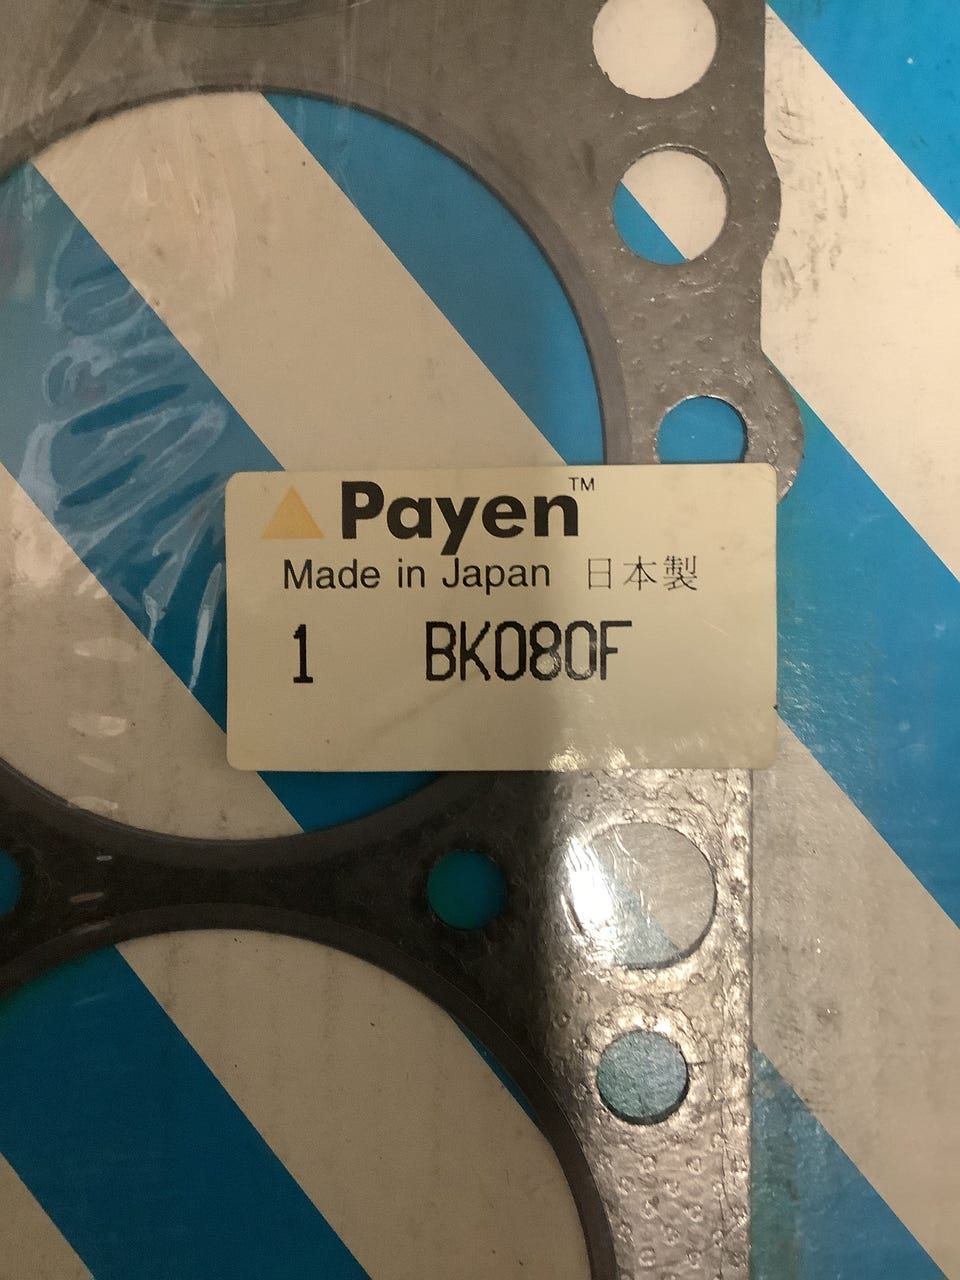 Payen™
Made in Japan 日本製
1 BK080F